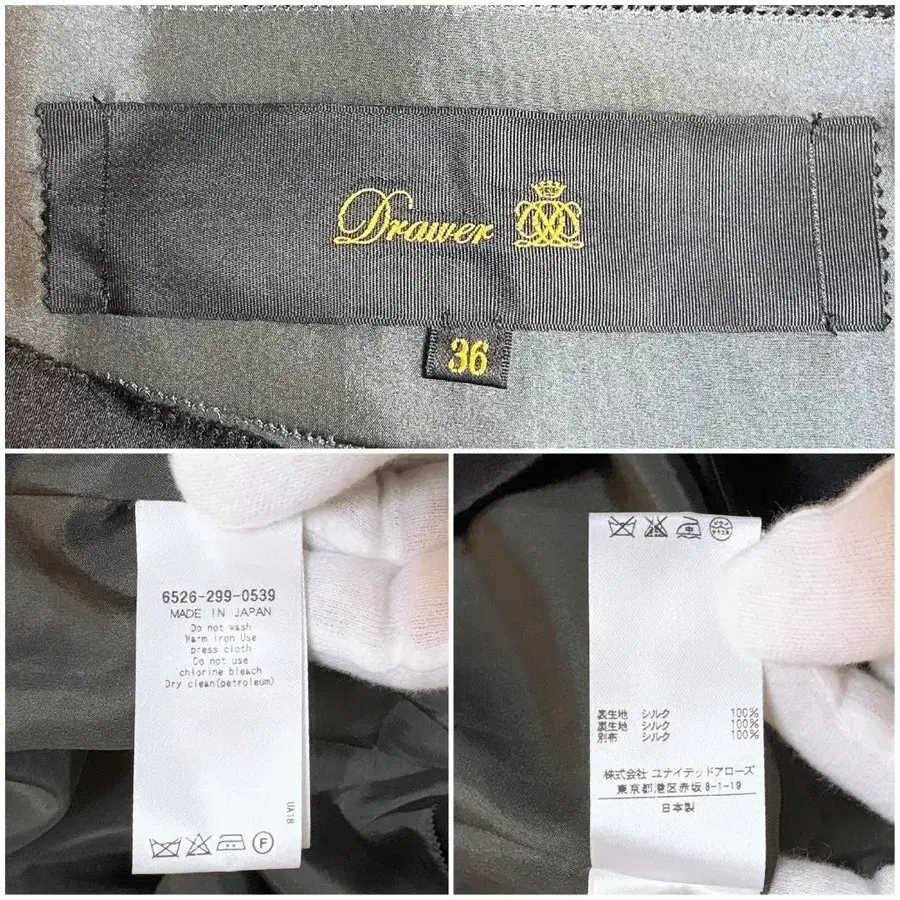 Drawer
36
6526-299-0539
MADE IN JAPAN
Do not wash
Warm iron Use
press cloth
Do not use
chlorine bleach
Dry clean(petroleum)
UA18
F
中
表生地 シルク 100%
裏生地 シルク 100%
別布 シルク 100%
株式会社 ユナイテッドアローズ
東京都港区赤坂8-1-19
日本製